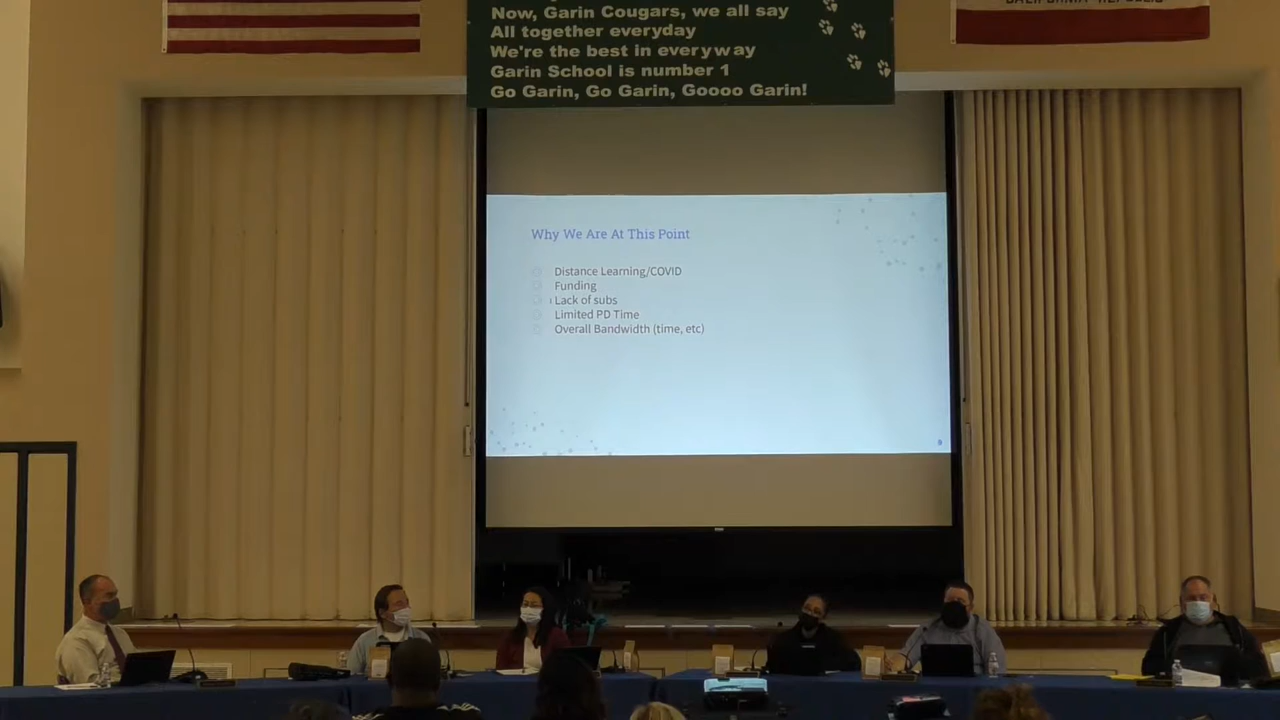 Now, Garin Cougars, we all say
All together everyday
We're the best in everyway
Garin School is number 1
Go Garin, Go Garin, Goooo Garin!
CALIFORNIA REPUBLIC
Why We Are At This Point
Distance Learning/COVID
Funding
Lack of subs
Limited PD Time
Overall Bandwidth (time, etc)